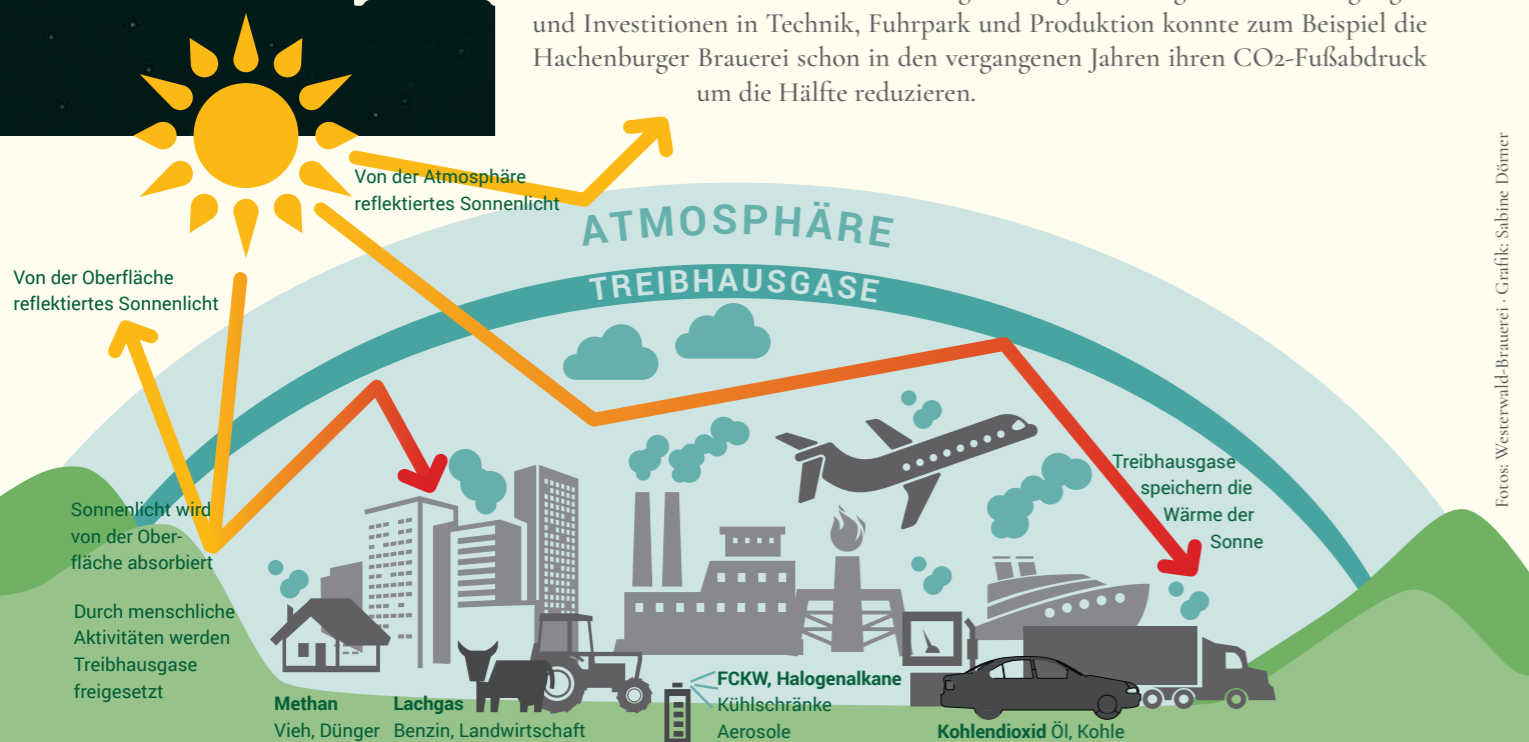 und Investitionen in Technik, Fuhrpark und Produktion konnte zum Beispiel die
Hachenburger Brauerei schon in den vergangenen Jahren ihren CO2-Fußabdruck
um die Hälfte reduzieren.
Von der Atmosphäre
reflektiertes Sonnenlicht
ATMOSPHÄRE
TREIBHAUSGASE
Von der Oberfläche
reflektiertes Sonnenlicht
Treibhausgase
speichern die
Wärme der
Sonne
Sonnenlicht wird
von der Ober-
fläche absorbiert
Durch menschliche
Aktivitäten werden
Treibhausgase
freigesetzt
Methan
Vieh, Dünger
Lachgas
Benzin, Landwirtschaft
FCKW, Halogenalkane
Kühlschränke
Aerosole
Kohlendioxid Öl, Kohle
Fotos: Westerwald-Brauerei · Grafik: Sabine Dörner